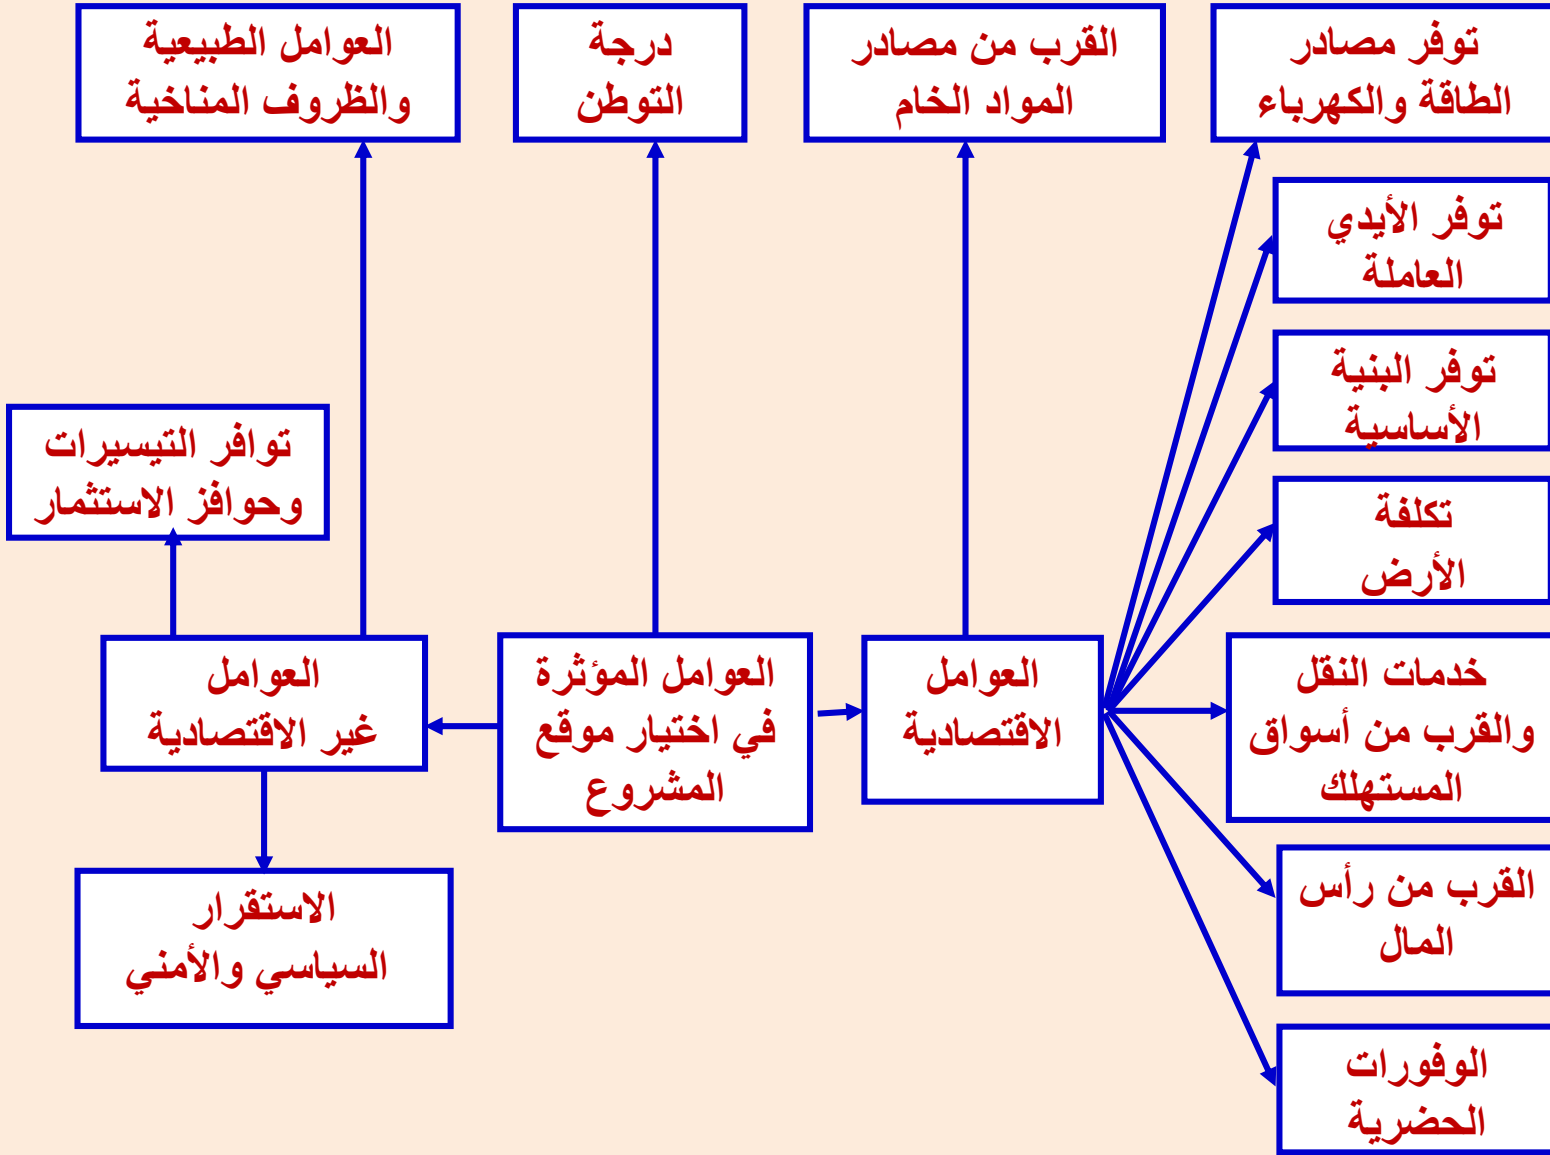 توفر مصادر
الطاقة والكهرباء
القرب من مصادر
المواد الخام
درجة
التوطن
العوامل الطبيعية
والظروف المناخية
توفر الأيدي
العاملة
توفر البنية
الأساسية
توافر التيسيرات
وحوافز الاستثمار
تكلفة
الأرض
خدمات النقل
والقرب من أسواق
المستهلك
العوامل
الاقتصادية
العوامل المؤثرة
في اختيار موقع
المشروع
العوامل
غير الاقتصادية
القرب من رأس
المال
الاستقرار
السياسي والأمني
الوفورات
الحضرية